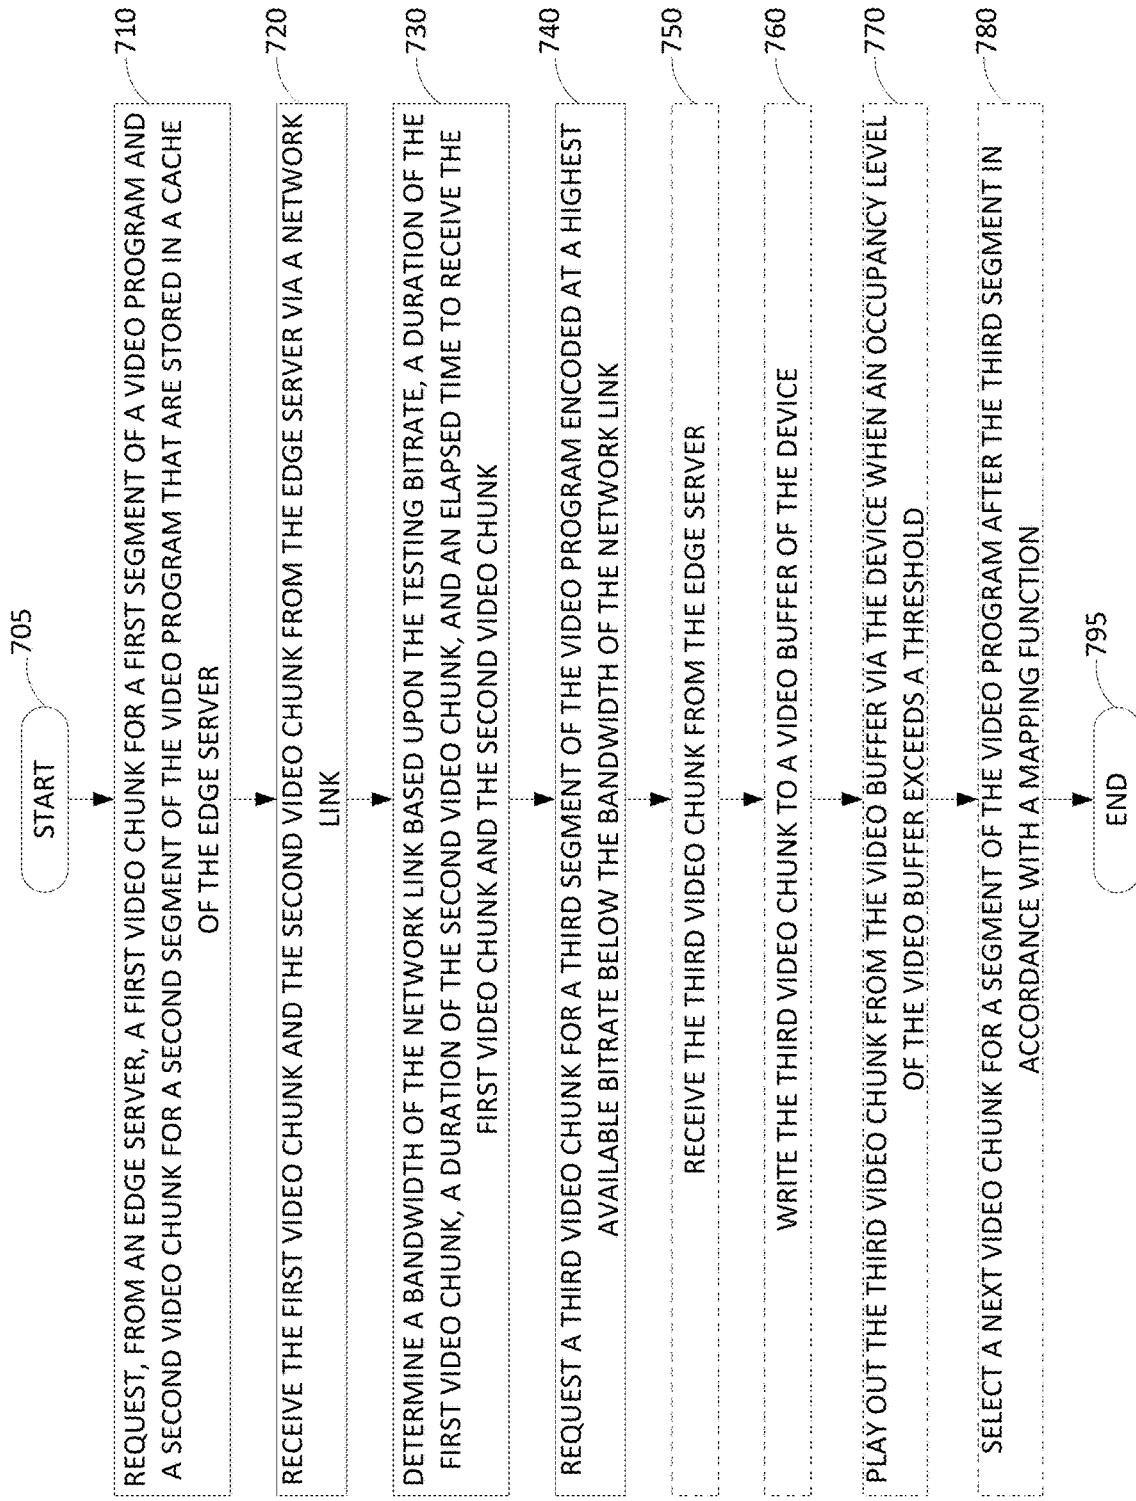 705
START
710
REQUEST, FROM AN EDGE SERVER, A FIRST VIDEO CHUNK FOR A FIRST SEGMENT OF A VIDEO PROGRAM AND
A SECOND VIDEO CHUNK FOR A SECOND SEGMENT OF THE VIDEO PROGRAM THAT ARE STORED IN A CACHE
OF THE EDGE SERVER
720
RECEIVE THE FIRST VIDEO CHUNK AND THE SECOND VIDEO CHUNK FROM THE EDGE SERVER VIA A NETWORK
LINK
730
DETERMINE A BANDWIDTH OF THE NETWORK LINK BASED UPON THE TESTING BITRATE, A DURATION OF THE
FIRST VIDEO CHUNK, A DURATION OF THE SECOND VIDEO CHUNK, AND AN ELAPSED TIME TO RECEIVE THE
FIRST VIDEO CHUNK AND THE SECOND VIDEO CHUNK
740
REQUEST A THIRD VIDEO CHUNK FOR A THIRD SEGMENT OF THE VIDEO PROGRAM ENCODED AT A HIGHEST
AVAILABLE BITRATE BELOW THE BANDWIDTH OF THE NETWORK LINK
750
RECEIVE THE THIRD VIDEO CHUNK FROM THE EDGE SERVER
760
WRITE THE THIRD VIDEO CHUNK TO A VIDEO BUFFER OF THE DEVICE
770
PLAY OUT THE THIRD VIDEO CHUNK FROM THE VIDEO BUFFER VIA THE DEVICE WHEN AN OCCUPANCY LEVEL
OF THE VIDEO BUFFER EXCEEDS A THRESHOLD
780
SELECT A NEXT VIDEO CHUNK FOR A SEGMENT OF THE VIDEO PROGRAM AFTER THE THIRD SEGMENT IN
ACCORDANCE WITH A MAPPING FUNCTION
795
END